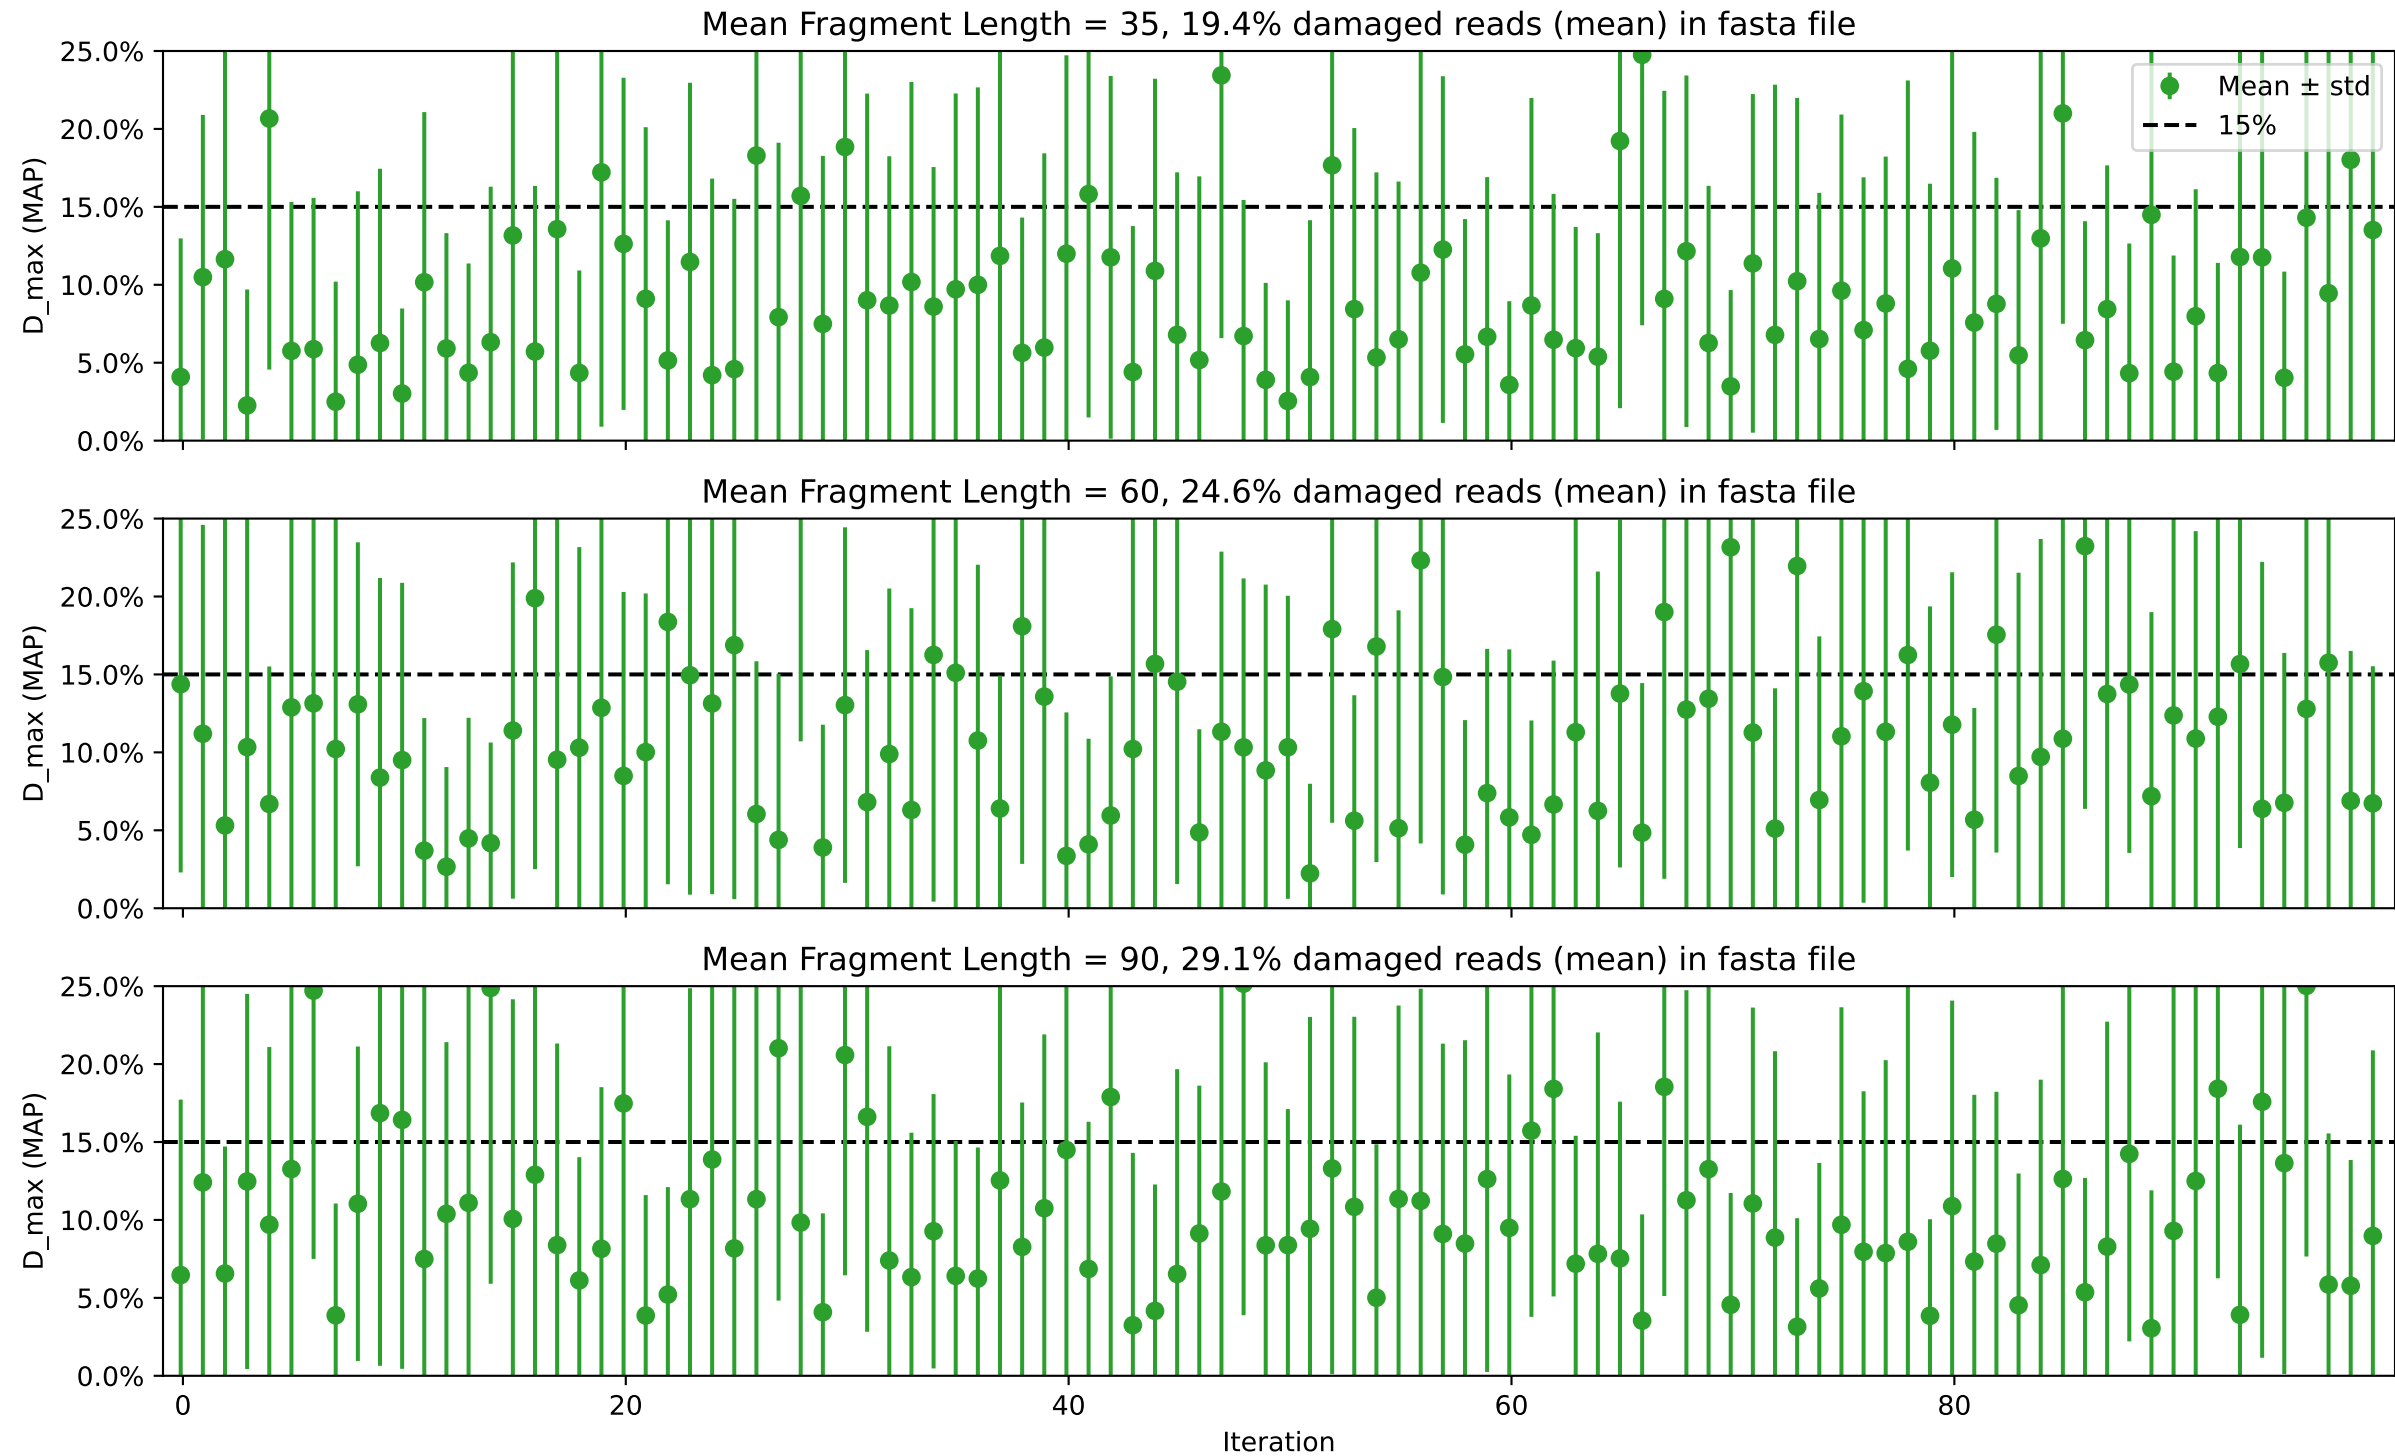 Mean Fragment Length = 35, 19.4% damaged reads (mean) in fasta file
25.0%
20.0%
15.0%
10.0%
5.0%
0.0%
D_max (MAP)
Mean ± std
15%
Mean Fragment Length = 60, 24.6% damaged reads (mean) in fasta file
25.0%
20.0%
15.0%
10.0%
5.0%
0.0%
D_max (MAP)
Mean Fragment Length = 90, 29.1% damaged reads (mean) in fasta file
25.0%
20.0%
15.0%
10.0%
5.0%
0.0%
D_max (MAP)
0 20 40 60 80
Iteration